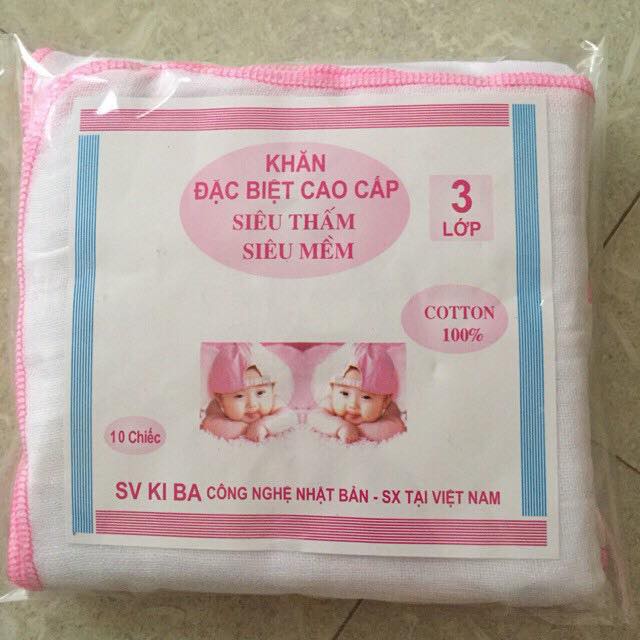 KHĂN
ĐẶC BIỆT CAO CẤP
SIÊU THẤM
SIÊU MỀM
3
LỚP
COTTON
100%
10 Chiếc
SV KI BA CÔNG NGHỆ NHẬT BẢN - SX TẠI VIỆT NAM